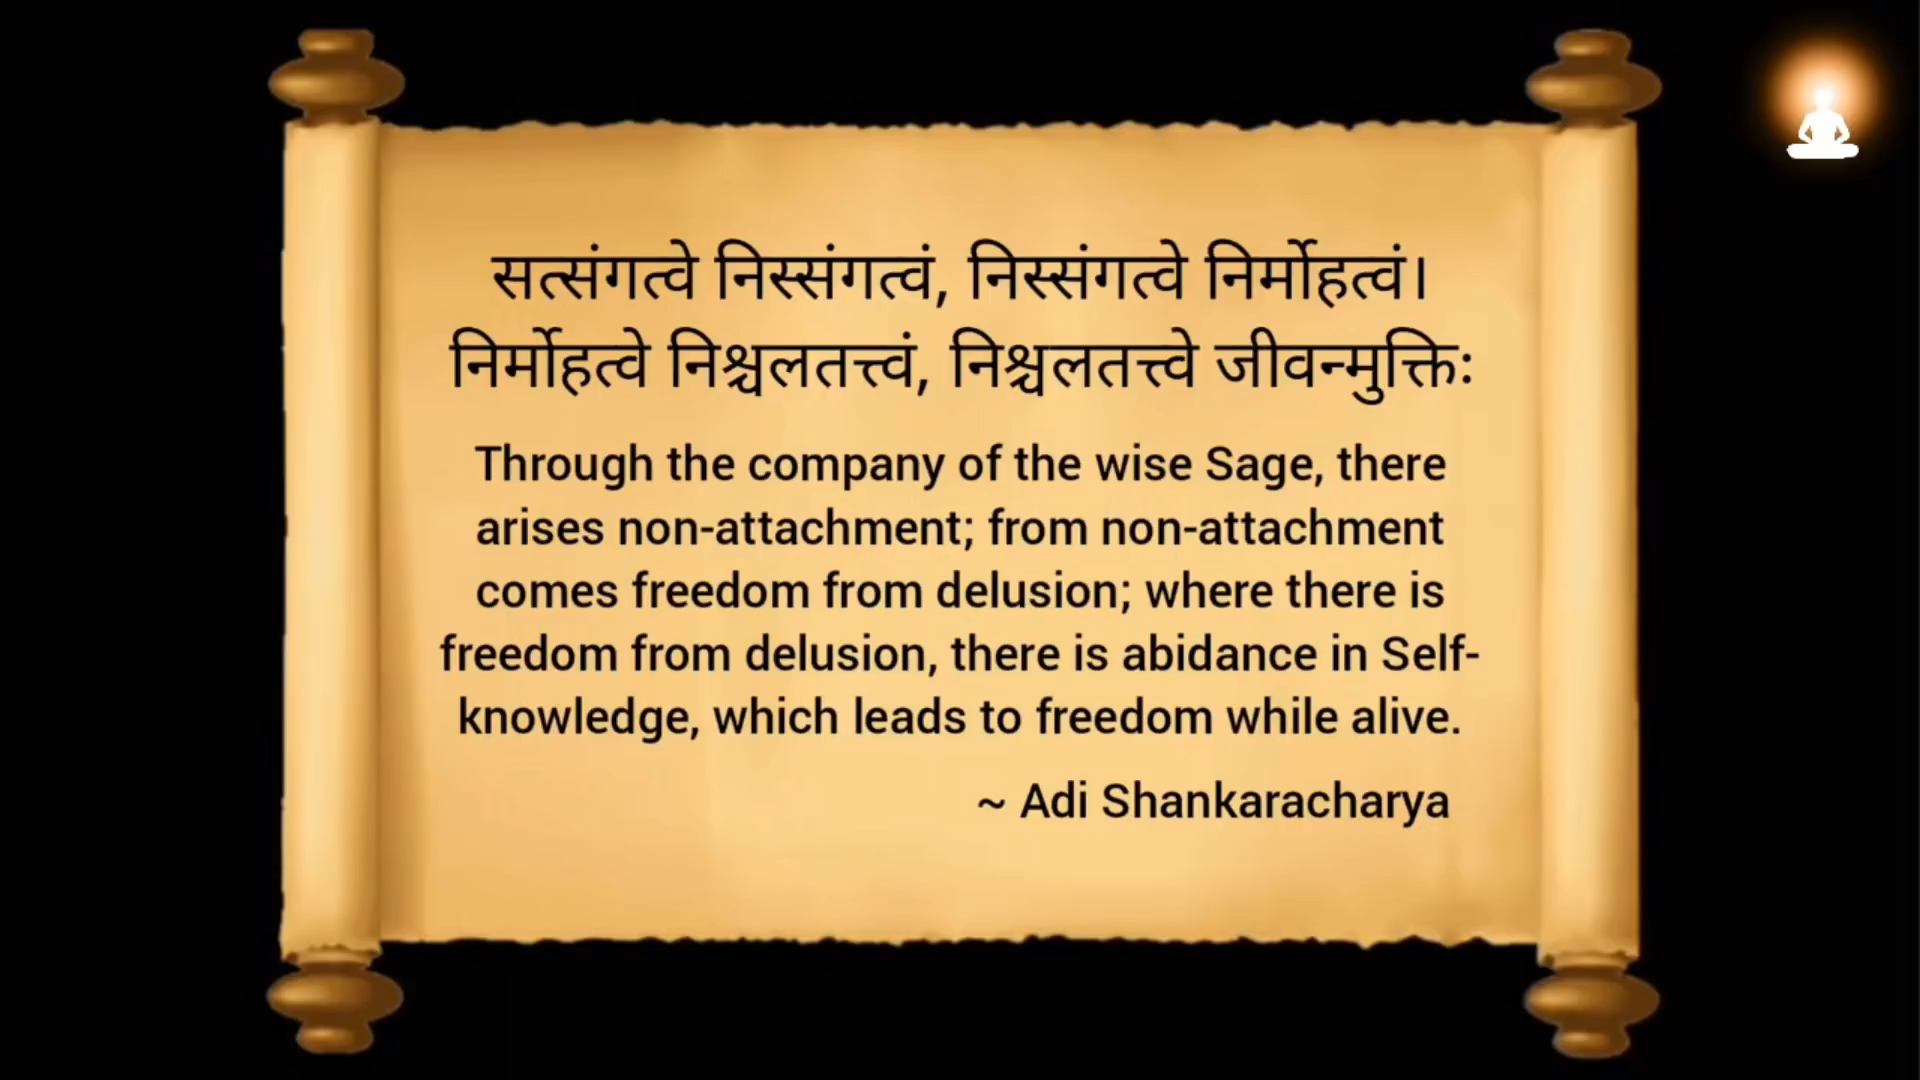 सत्संगत्वे निस्संगत्वं, निस्संगत्वे निर्मोहत्वं।
निर्मोहत्वे निश्चलतत्त्वं, निश्चलतत्त्वे जीवन्मुक्तिः
Through the company of the wise Sage, there
arises non-attachment; from non-attachment
comes freedom from delusion; where there is
freedom from delusion, there is abidance in Self-
knowledge, which leads to freedom while alive.
~ Adi Shankaracharya